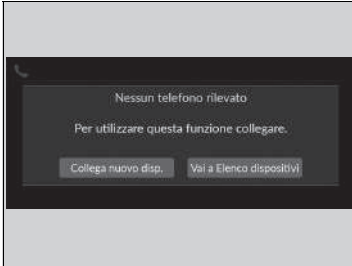 Nessun telefono rilevato
Per utilizzare questa funzione collegare.
Collega nuovo disp. Vai a Elenco dispositivi